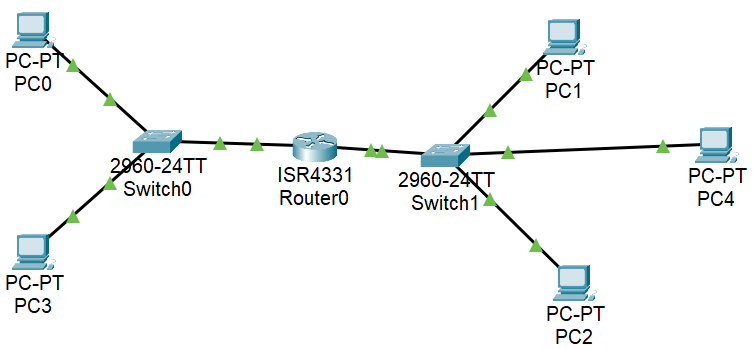 PC-PT
PC0
PC-PT
PC1
2960-24TT
Switch0
ISR4331
Router0
2960-24TT
Switch1
PC-PT
PC4
PC-PT
PC3
PC-PT
PC2